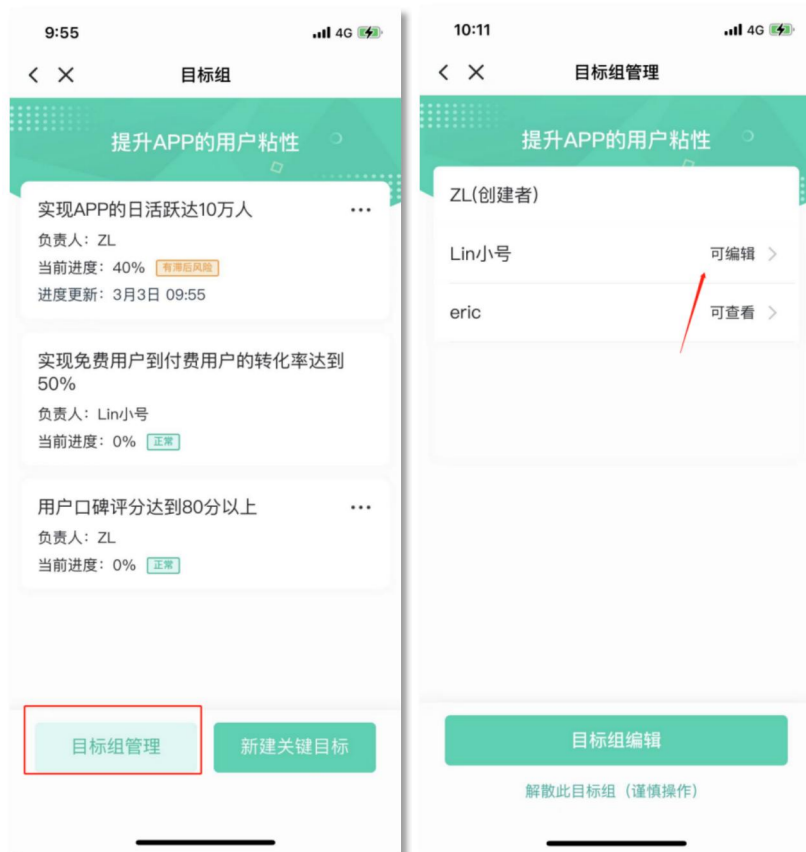 9:55
4G
目标组
提升APP的用户粘性
实现APP的日活跃达10万人
负责人：ZL
当前进度：40% 有滞后风险
进度更新：3月3日 09:55
实现免费用户到付费用户的转化率达到
50%
负责人：Lin小号
当前进度：0% 正常
用户口碑评分达到80分以上
负责人：ZL
当前进度：0% 正常
目标组管理
新建关键目标
10:11
4G
目标组管理
提升APP的用户粘性
ZL(创建者)
Lin小号 可编辑
eric 可查看
目标组编辑
解散此目标组（谨慎操作）